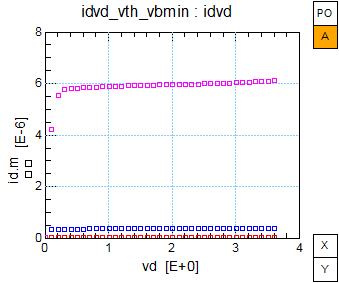 idvd_vth_vbmin : idvd
PO
A
8
6
4
2
0
id.m [E-6]
0 1 2 3 4
vd [E+0]
X
Y